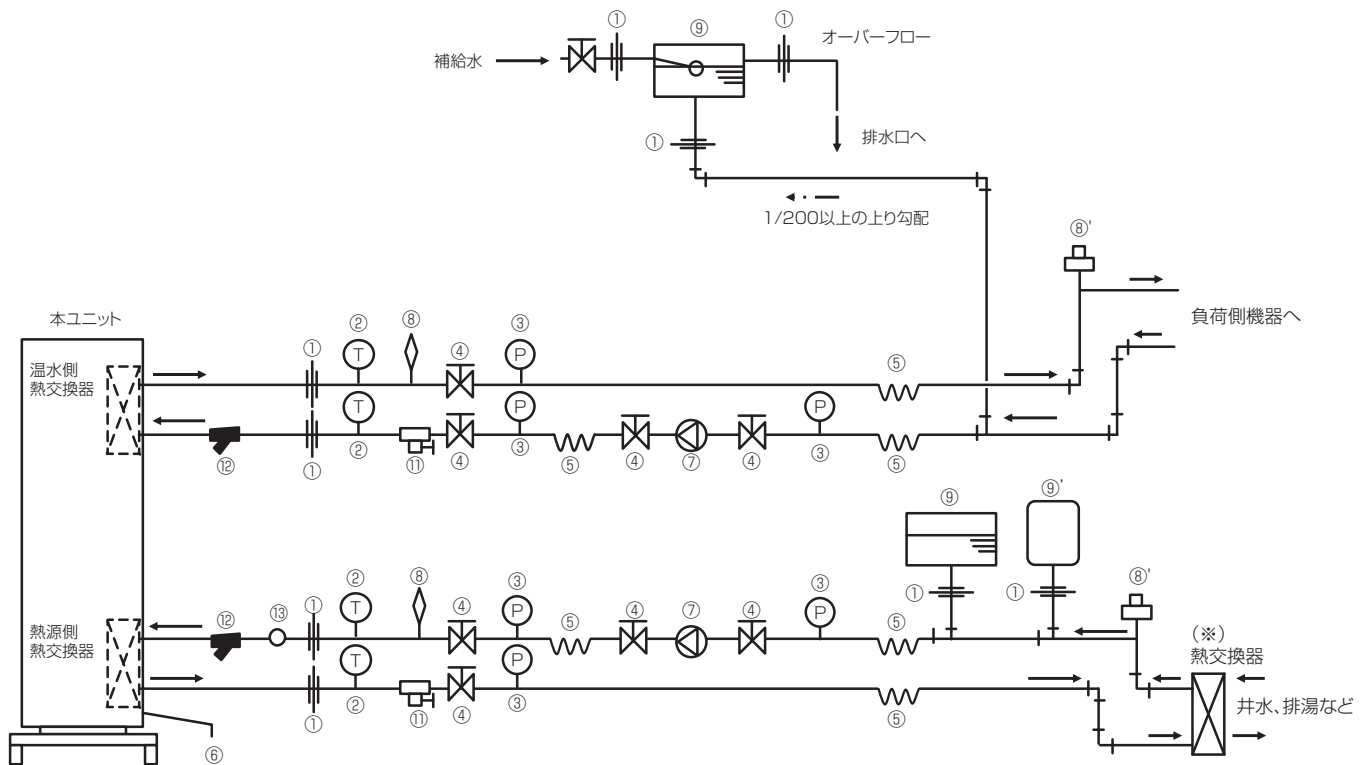 ① ⑨ ① オーバーフロー
補給水
① 排水口へ
1/200以上の上り勾配
⑧'
本ユニット
負荷側機器へ
① ② ⑧ ④ ③
温水側
熱交換器
T P ⑤
T P P
⑫ ① ② ⑪ ④ ③ ⑤ ④ ⑦ ④ ③ ⑤
⑨ ⑨'
① ①
① ② ⑧ ④ ③ ⑤ ④ ⑦ ④ ③ ⑤ ⑧'
⑫ ⑬ T P P
熱源側
熱交換器
(※)
熱交換器
T P
井水、排湯など
① ② ⑪ ④ ③ ⑤
⑥